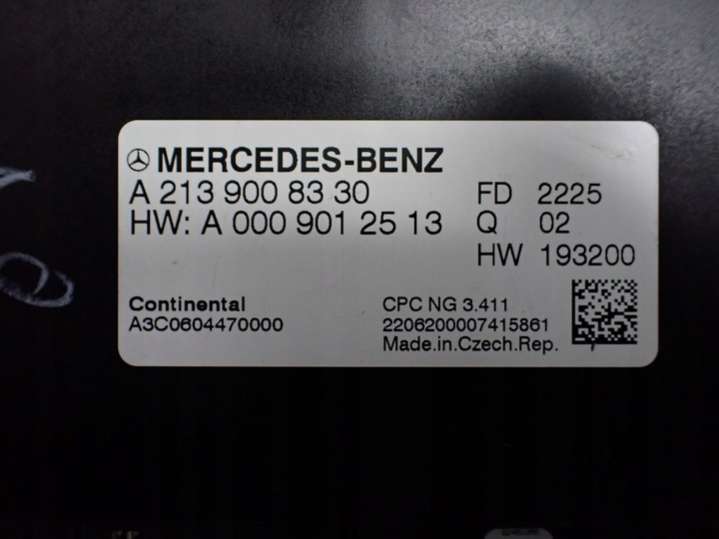 MERCEDES-BENZ
A 213 900 83 30 FD 2225
HW: A 000 901 25 13 Q 02
HW 193200
Continental CPC NG 3.411
A3C0604470000 2206200007415861
Made.in.Czech.Rep.